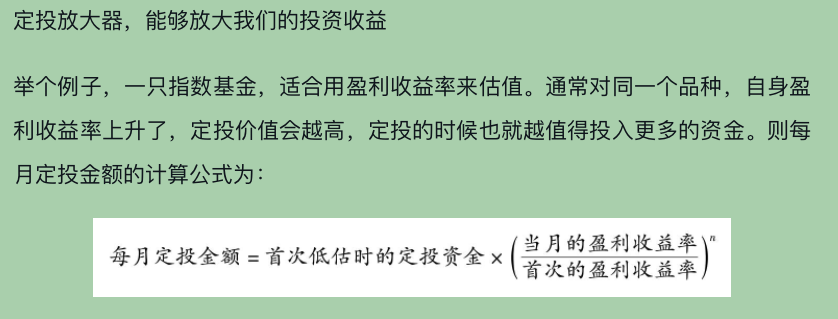 定投放大器，能够放大我们的投资收益
举个例子，一只指数基金，适合用盈利收益率来估值。通常对同一个品种，自身盈
利收益率上升了，定投价值会越高，定投的时候也就越值得投入更多的资金。则每
月定投金额的计算公式为：
每月定投金额=首次低估时的定投资金×(当月的盈利收益率/首次的盈利收益率)ⁿ